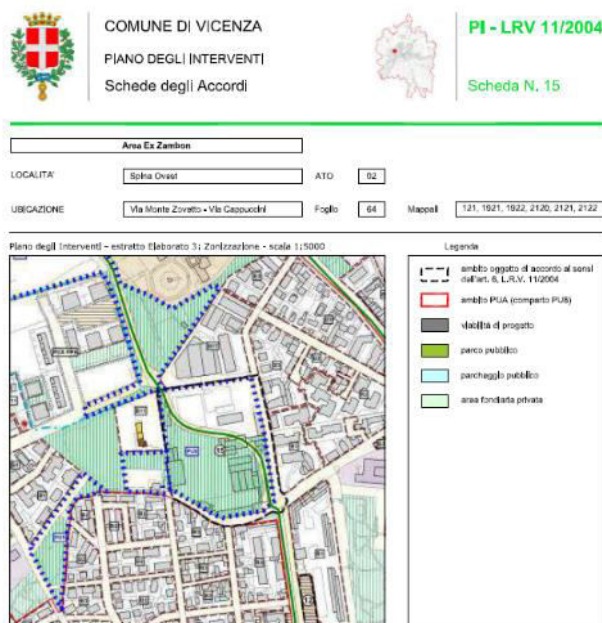 COMUNE DI VICENZA
PIANO DEGLI INTERVENTI
Schede degli Accordi
PI - LRV 11/2004
Scheda N. 15
Area Ex Zambon
LOCALITA' Spina Ovest ATO 02
UBICAZIONE Via Monte Zovetto - Via Cappuccini Foglio 64 Mappali 121, 1921, 1922, 2120, 2121, 2122
Piano degli Interventi - estratto Elaborato 3: Zonizzazione - scala 1:5000
Legenda
ambito oggetto di accordo ai sensi
dell'art. 6, L.R.V. 11/2004
ambito PUA (comparto PU8)
viabilità di progetto
parco pubblico
parcheggio pubblico
area fondiaria privata